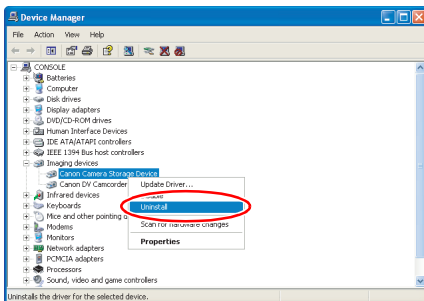 Device Manager
File Action View Help
CONSOLE
Batteries
Computer
Disk drives
Display adapters
DVD/CD-ROM drives
Human Interface Devices
IDE ATA/ATAPI controllers
IEEE 1394 Bus host controllers
Imaging devices
Canon Camera Storage Device
Canon DV Camcorder
Infrared devices
Keyboards
Mice and other pointing
Modems
Monitors
Network adapters
PCMCIA adapters
Processors
Sound, video and game controllers
Update Driver...
Uninstall
Scan for hardware changes
Properties
Uninstalls the driver for the selected device.